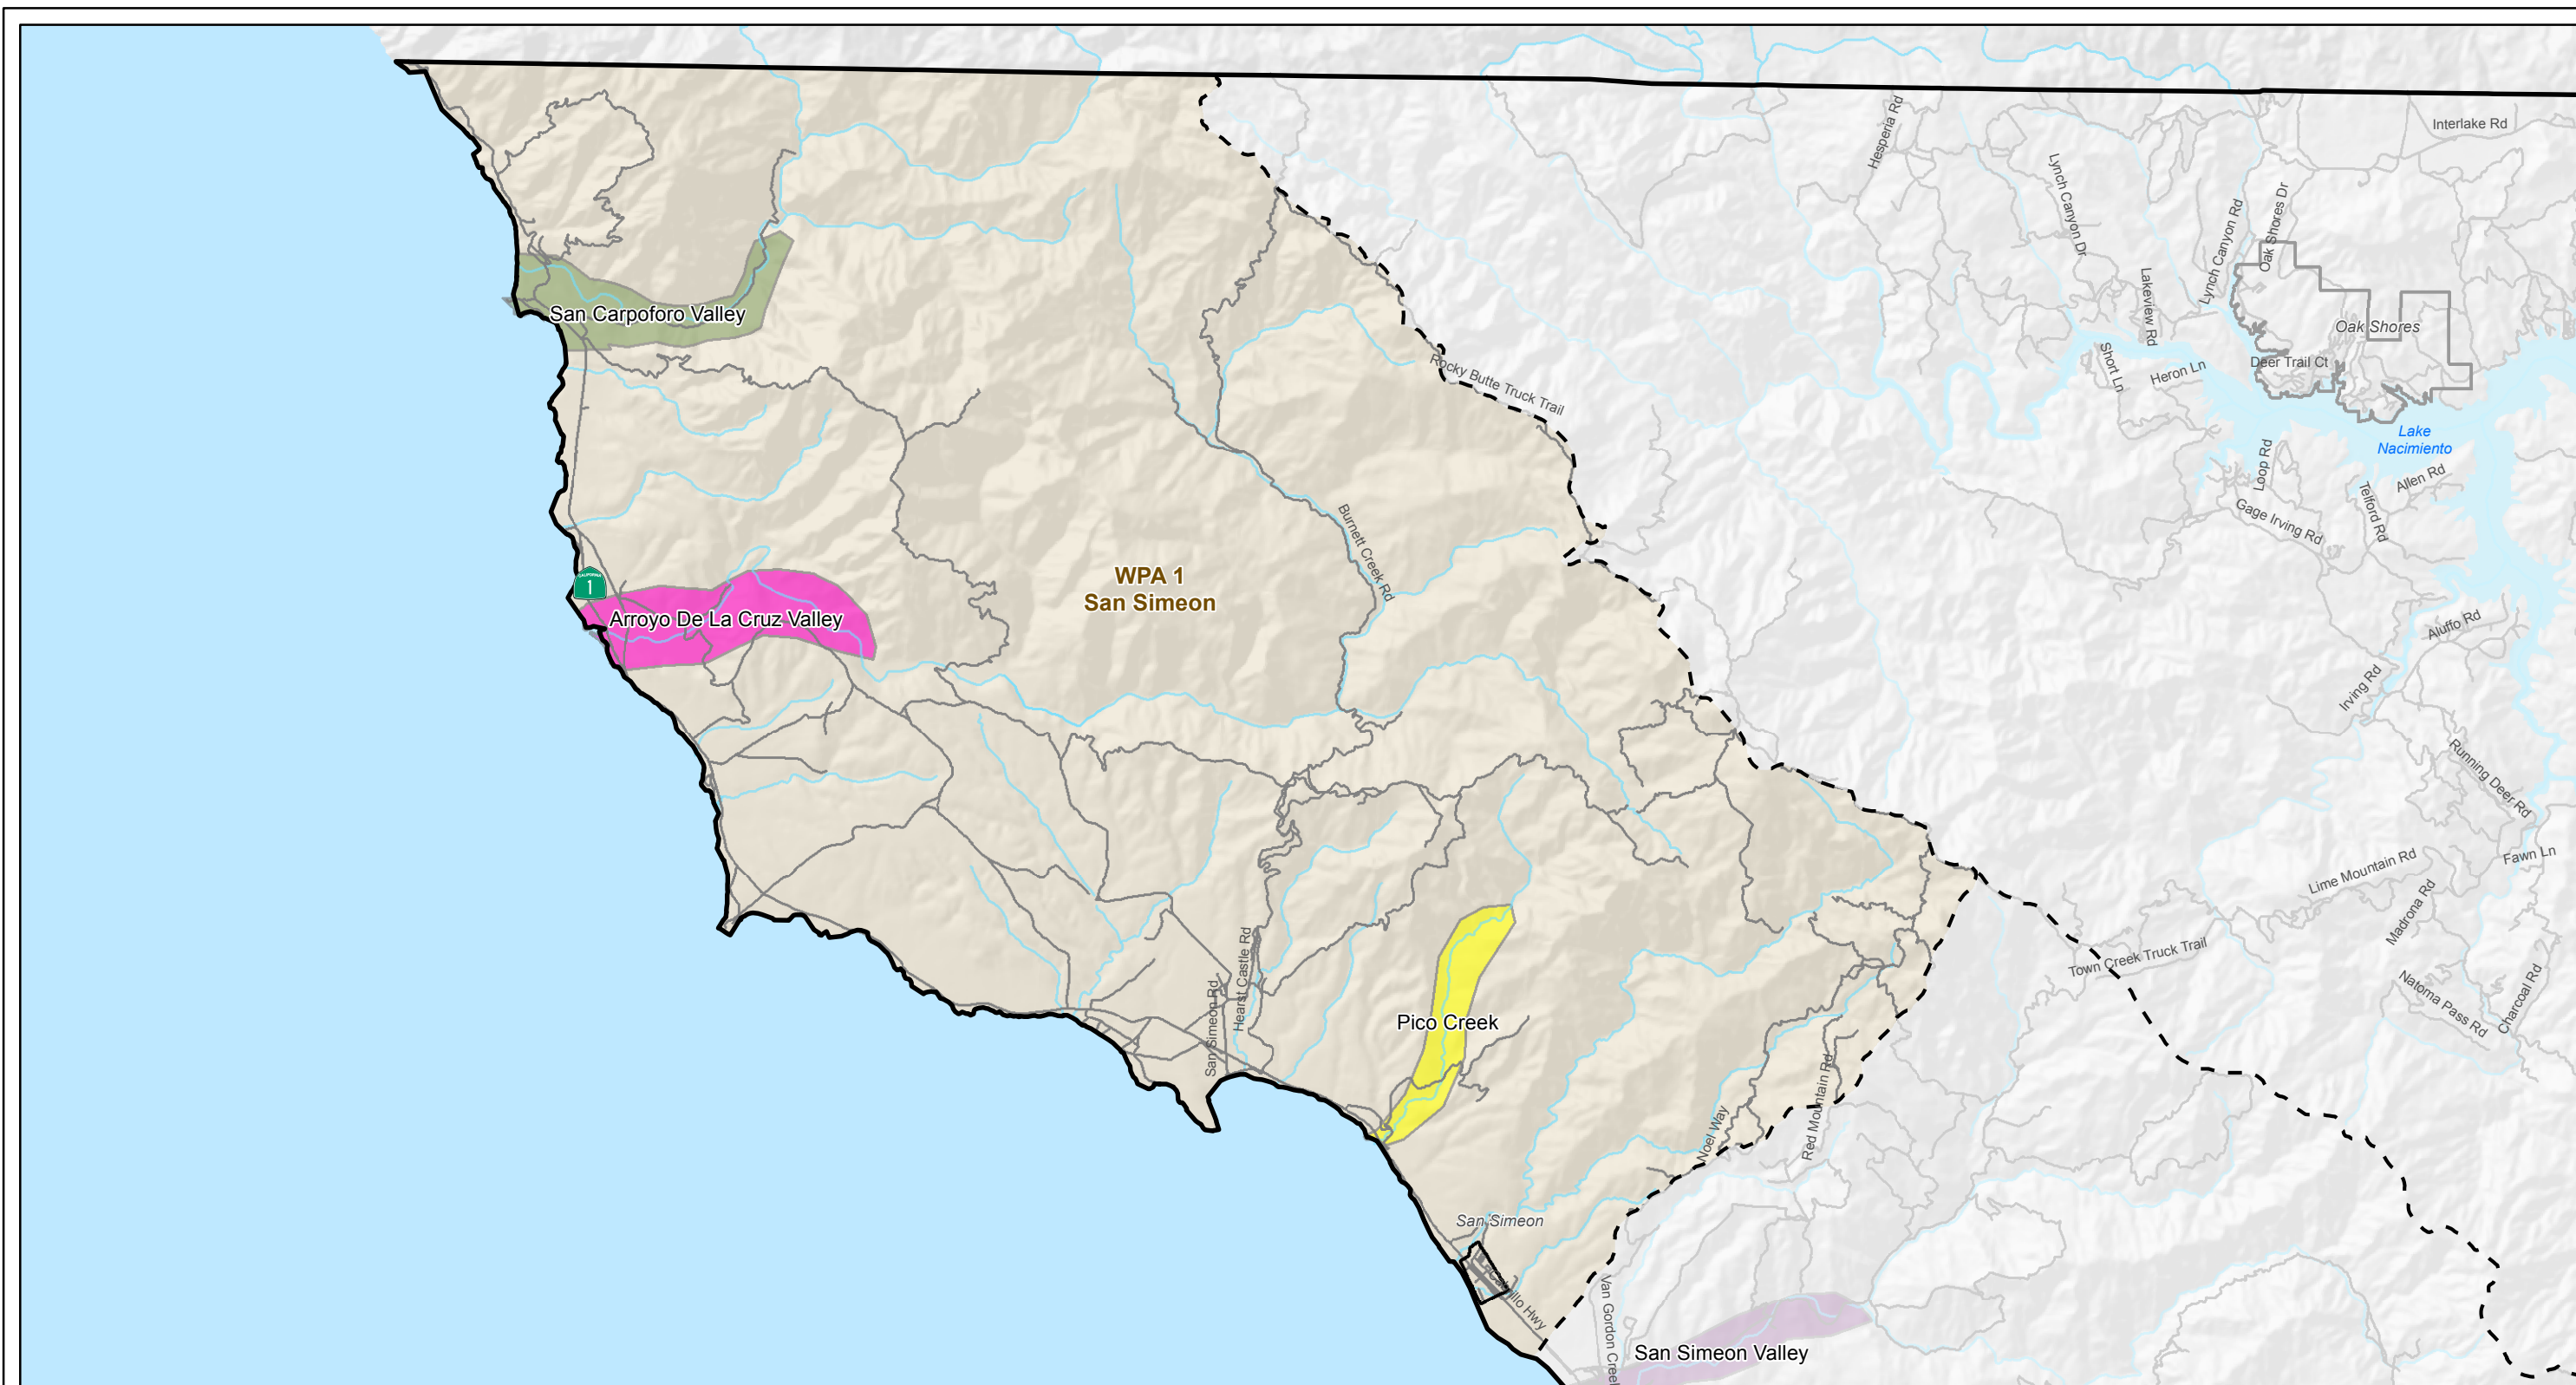 Interlake Rd
Hesperia Rd
Lynch Canyon Dr
Lynch Canyon Rd
Oak Shores Dr
Lakeview Rd
San Carpoforo Valley
Oak Shores
Short Ln
Heron Ln
Deer Trail Ct
Rocky Butte Truck Trail
Lake
Nacimiento
Loop Rd
Allen Rd
Telford Rd
Gage Irving Rd
Burnett Creek Rd
CALIFORNIA
1
WPA 1
San Simeon
Arroyo De La Cruz Valley
Aluffo Rd
Irving Rd
Running Deer Rd
Fawn Ln
Lime Mountain Rd
Madrona Rd
Town Creek Truck Trail
Natoma Pass Rd
Charcoal Rd
San Simeon Rd
Hearst Castle Rd
Pico Creek
Noel Way
Red Mountain Rd
San Simeon
Cabrillo Hwy
Van Gordon Creek
San Simeon Valley